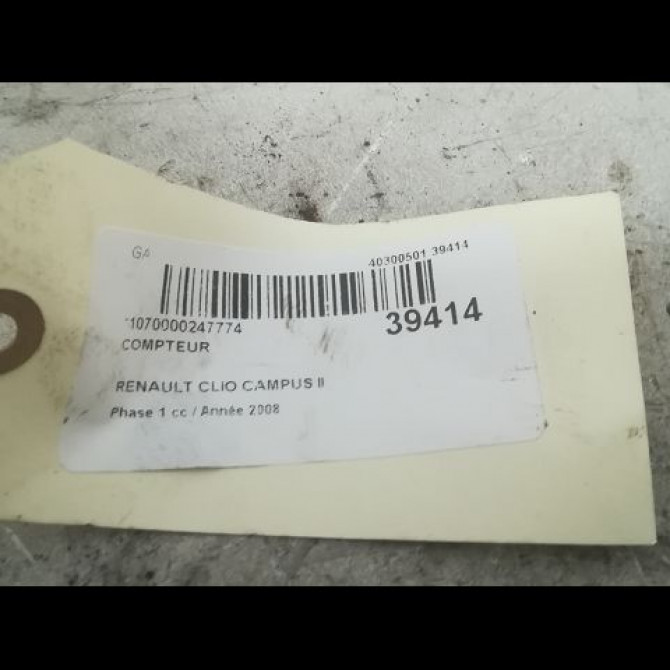 GA
40300501 39414
*1070000247774
39414
COMPTEUR
RENAULT CLIO CAMPUS II
Phase 1 cc / Année 2008